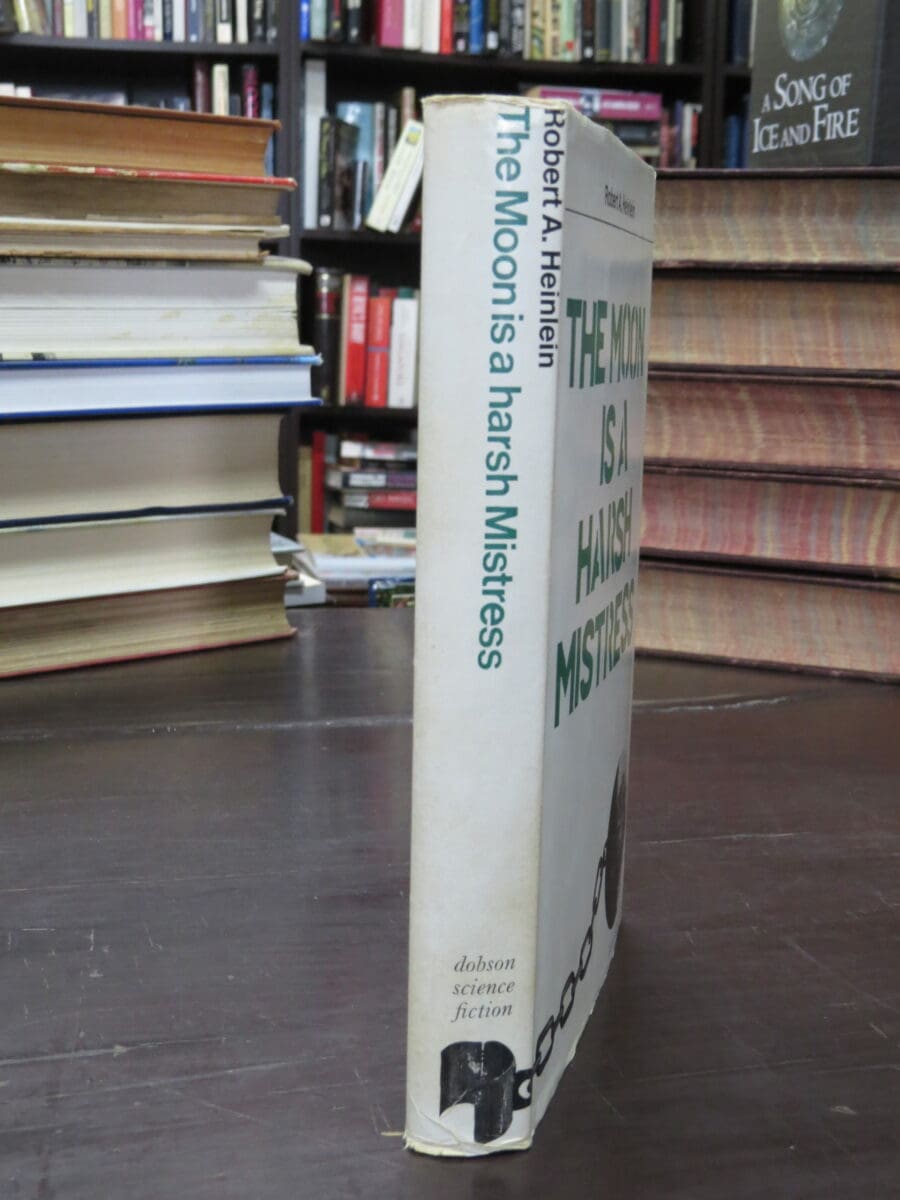 Robert A. Heinlein
The Moon is a harsh Mistress
dobson
science
fiction
Robert A. Heinlein
THE MOON
IS A
HARSH
MISTRESS
A SONG OF
ICE AND FIRE